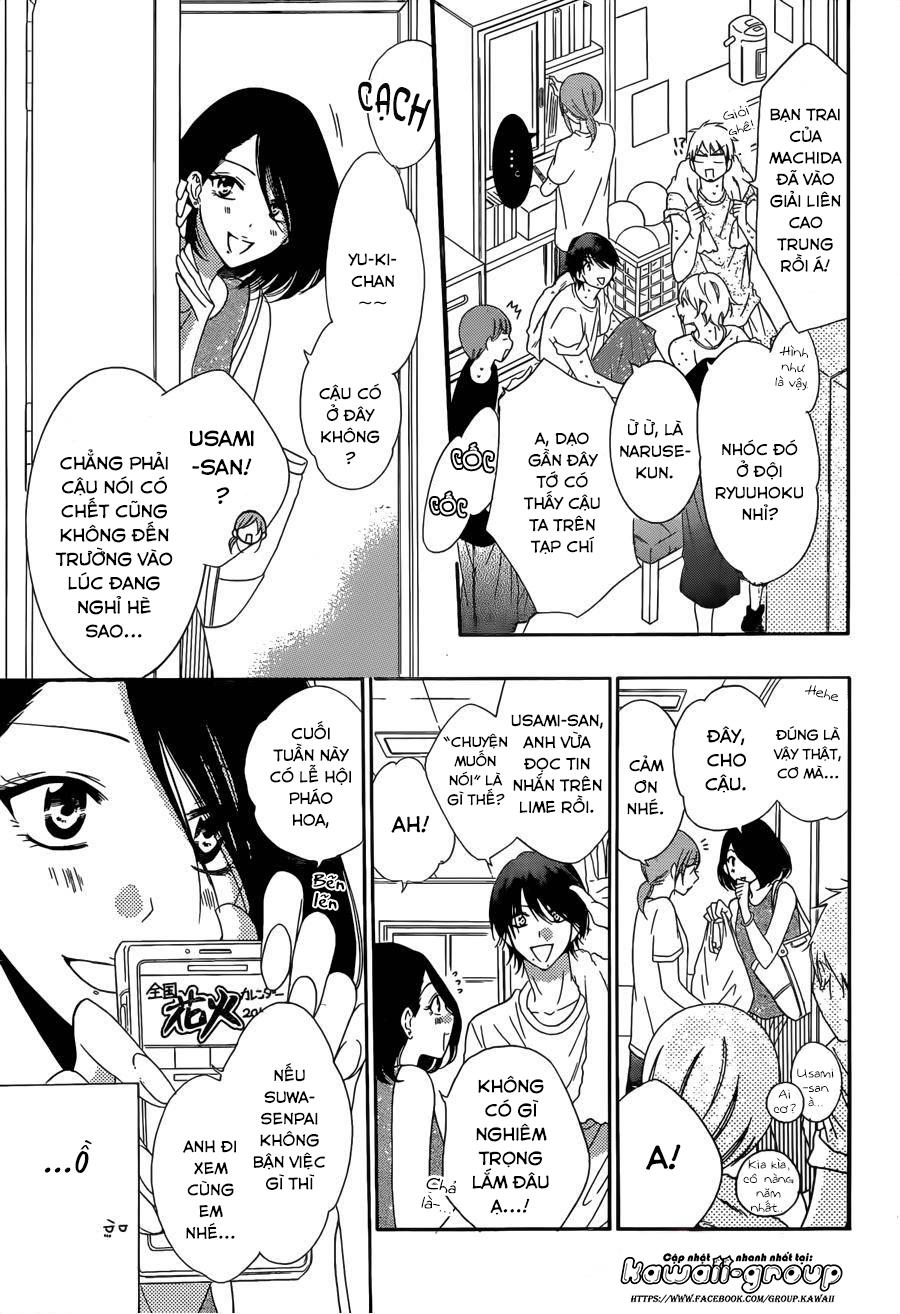 BẠN TRAI
CỦA
MACHIDA
ĐÃ VÀO
GIẢI LIÊN
CAO
TRUNG
RỒI Á!
Giỏi
ghê!
!?
....
Hình
như
là vậy.
NHÓC ĐÓ
Ở ĐỘI
RYUUHOKU
NHỈ?
Ừ Ừ, LÀ
NARUSE-
KUN.
A, DẠO
GẦN ĐÂY
TỚ CÓ
THẤY CẬU
TA TRÊN
TẠP CHÍ
CỐC
CỐC
CẠCH
YU-KI-
CHAN
~~
CẬU CÓ
Ở ĐÂY
KHÔNG
?
USAMI
-SAN!
?
CHẲNG PHẢI
CẬU NÓI CÓ
CHẾT CŨNG
KHÔNG ĐẾN
TRƯỜNG VÀO
LÚC ĐANG
NGHỈ HÈ
SAO...
Hehe
ĐÚNG LÀ
VẬY THẬT,
CƠ MÀ...
ĐÂY,
CHO
CẬU.
CẢM
ƠN
NHÉ.
Usami-
san
à...
Ai
cơ?
Kia kìa,
cô nàng
năm
nhất...
A!
USAMI-SAN,
ANH VỪA
ĐỌC TIN
NHẮN TRÊN
LIME RỒI.
"CHUYỆN
MUỐN
NÓI" LÀ
GÌ THẾ?
AH!
KHÔNG
CÓ GÌ
NGHIÊM
TRỌNG
LẮM ĐÂU
Ạ...!
Chả
là-...
CUỐI
TUẦN NÀY
CÓ LỄ HỘI
PHÁO
HOA,
Bẽn
lẽn
全国
花火
カレンダー
NẾU
SUWA-
SENPAI
KHÔNG
BẬN VIỆC
GÌ THÌ
ANH ĐI
XEM
CÙNG
EM
NHÉ.
...Ồ
Cập nhật nhanh nhất tại:
kawaii-group
HTTPS://WWW.FACEBOOK.COM/GROUP.KAWAII